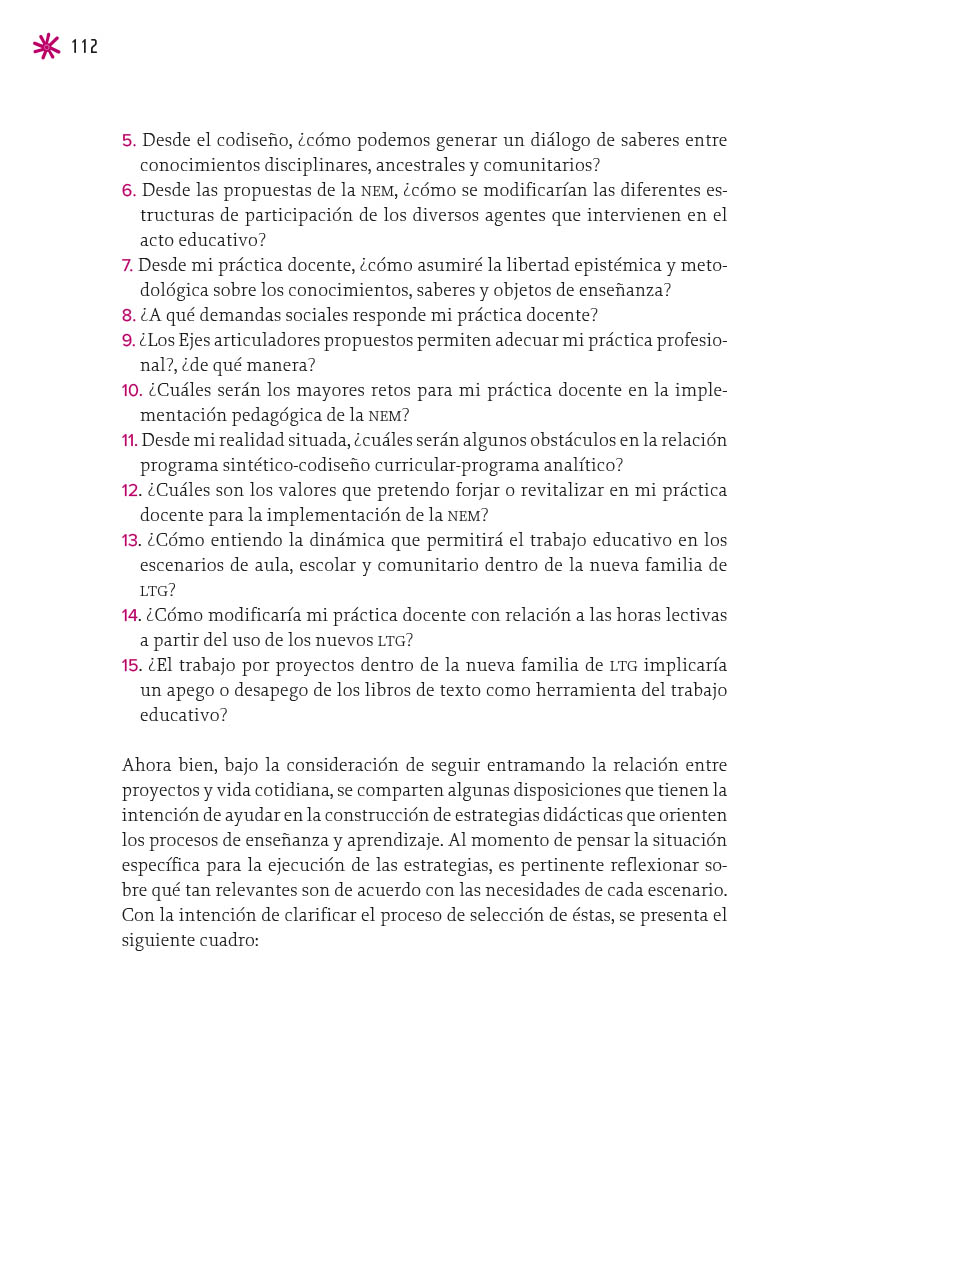 112
5. Desde el codiseño, ¿cómo podemos generar un diálogo de saberes entre
conocimientos disciplinares, ancestrales y comunitarios?
6. Desde las propuestas de la NEM, ¿cómo se modificarían las diferentes es-
tructuras de participación de los diversos agentes que intervienen en el
acto educativo?
7. Desde mi práctica docente, ¿cómo asumiré la libertad epistémica y meto-
dológica sobre los conocimientos, saberes y objetos de enseñanza?
8. ¿A qué demandas sociales responde mi práctica docente?
9. ¿Los Ejes articuladores propuestos permiten adecuar mi práctica profesio-
nal?, ¿de qué manera?
10. ¿Cuáles serán los mayores retos para mi práctica docente en la imple-
mentación pedagógica de la NEM?
11. Desde mi realidad situada, ¿cuáles serán algunos obstáculos en la relación
programa sintético-codiseño curricular-programa analítico?
12. ¿Cuáles son los valores que pretendo forjar o revitalizar en mi práctica
docente para la implementación de la NEM?
13. ¿Cómo entiendo la dinámica que permitirá el trabajo educativo en los
escenarios de aula, escolar y comunitario dentro de la nueva familia de
LTG?
14. ¿Cómo modificaría mi práctica docente con relación a las horas lectivas
a partir del uso de los nuevos LTG?
15. ¿El trabajo por proyectos dentro de la nueva familia de LTG implicaría
un apego o desapego de los libros de texto como herramienta del trabajo
educativo?
Ahora bien, bajo la consideración de seguir entramando la relación entre
proyectos y vida cotidiana, se comparten algunas disposiciones que tienen la
intención de ayudar en la construcción de estrategias didácticas que orienten
los procesos de enseñanza y aprendizaje. Al momento de pensar la situación
específica para la ejecución de las estrategias, es pertinente reflexionar so-
bre qué tan relevantes son de acuerdo con las necesidades de cada escenario.
Con la intención de clarificar el proceso de selección de éstas, se presenta el
siguiente cuadro: